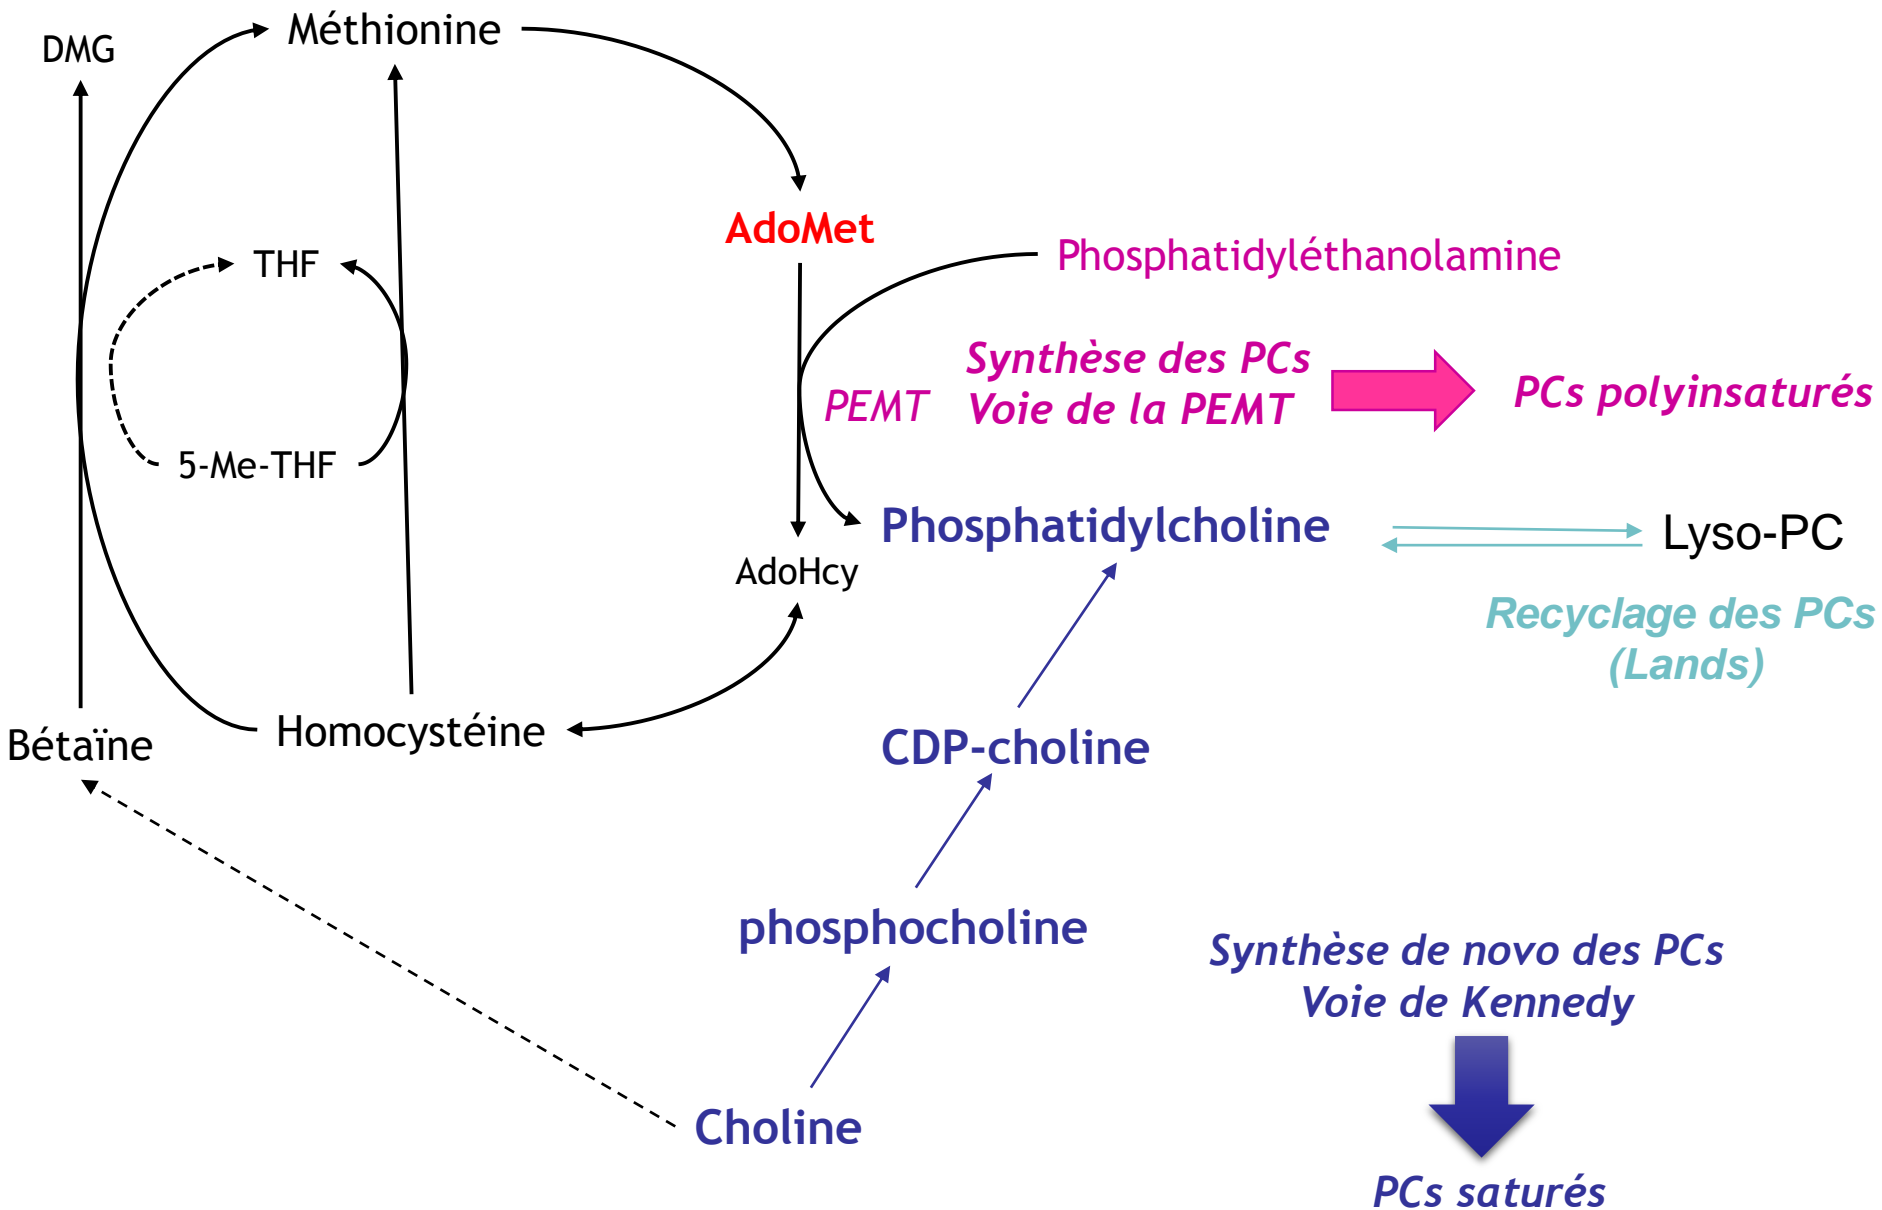 Méthionine
DMG
AdoMet
Phosphatidyléthanolamine
THF
Synthèse des PCs
Voie de la PEMT
PEMT
PCs polyinsaturés
5-Me-THF
Phosphatidylcholine
Lyso-PC
AdoHcy
Recyclage des PCs
(Lands)
Bétaïne
Homocystéine
CDP-choline
phosphocholine
Synthèse de novo des PCs
Voie de Kennedy
Choline
PCs saturés